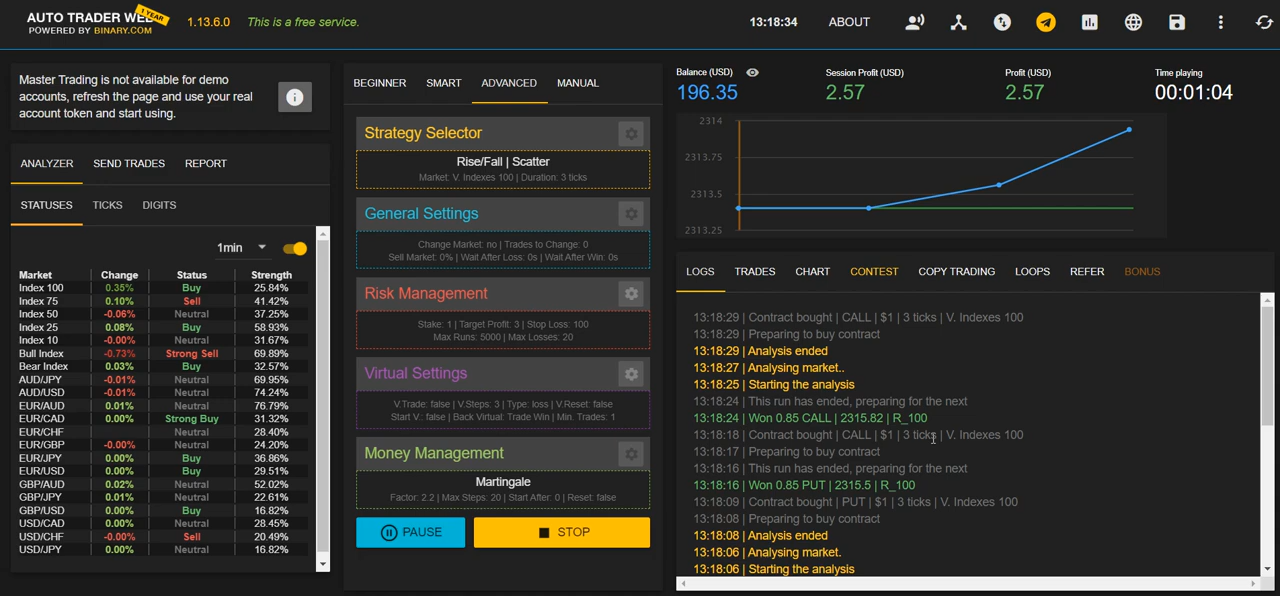 AUTO TRADER WEB
1 YEAR
POWERED BY BINARY.COM
1.13.6.0
This is a free service.
13:18:34
ABOUT
Master Trading is not available for demo
accounts, refresh the page and use your real
account token and start using.
ANALYZER SEND TRADES REPORT
STATUSES TICKS DIGITS
1min
Market Change Status Strength
Index 100 0.35% Buy 25.84%
Index 75 0.10% Sell 41.42%
Index 50 -0.06% Neutral 37.25%
Index 25 0.08% Buy 58.93%
Index 10 -0.00% Neutral 31.67%
Bull Index -0.73% Strong Sell 69.89%
Bear Index 0.03% Buy 32.57%
AUD/JPY -0.01% Neutral 69.95%
AUD/USD -0.01% Neutral 74.24%
EUR/AUD 0.01% Neutral 76.79%
EUR/CAD 0.00% Strong Buy 31.32%
EUR/CHF Neutral 28.40%
EUR/GBP -0.00% Neutral 24.20%
EUR/JPY 0.00% Buy 36.86%
EUR/USD 0.00% Buy 29.51%
GBP/AUD 0.02% Neutral 52.02%
GBP/JPY 0.01% Neutral 22.61%
GBP/USD 0.00% Buy 16.82%
USD/CAD 0.00% Neutral 28.45%
USD/CHF -0.00% Sell 20.49%
USD/JPY 0.00% Neutral 16.82%
BEGINNER SMART ADVANCED MANUAL
Strategy Selector
Rise/Fall | Scatter
Market: V. Indexes 100 | Duration: 3 ticks
General Settings
Change Market: no | Trades to Change: 0
Sell Market: 0% | Wait After Loss: 0s | Wait After Win: 0s
Risk Management
Stake: 1 | Target Profit: 3 | Stop Loss: 100
Max Runs: 5000 | Max Losses: 20
Virtual Settings
V.Trade: false | V.Steps: 3 | Type: loss | V.Reset: false
Start V.: false | Back Virtual: Trade Win | Min. Trades: 1
Money Management
Martingale
Factor: 2.2 | Max Steps: 20 | Start After: 0 | Reset: false
PAUSE
STOP
Balance (USD) Session Profit (USD) Profit (USD) Time playing
196.35 2.57 2.57 00:01:04
2314
2313.75
2313.5
2313.25
LOGS TRADES CHART CONTEST COPY TRADING LOOPS REFER BONUS
13:18:29 | Contract bought | CALL | $1 | 3 ticks | V. Indexes 100
13:18:29 | Preparing to buy contract
13:18:29 | Analysis ended
13:18:27 | Analysing market..
13:18:25 | Starting the analysis
13:18:24 | This run has ended, preparing for the next
13:18:24 | Won 0.85 CALL | 2315.82 | R_100
13:18:18 | Contract bought | CALL | $1 | 3 ticks | V. Indexes 100
13:18:17 | Preparing to buy contract
13:18:16 | This run has ended, preparing for the next
13:18:16 | Won 0.85 PUT | 2315.5 | R_100
13:18:09 | Contract bought | PUT | $1 | 3 ticks | V. Indexes 100
13:18:08 | Preparing to buy contract
13:18:08 | Analysis ended
13:18:06 | Analysing market.
13:18:06 | Starting the analysis